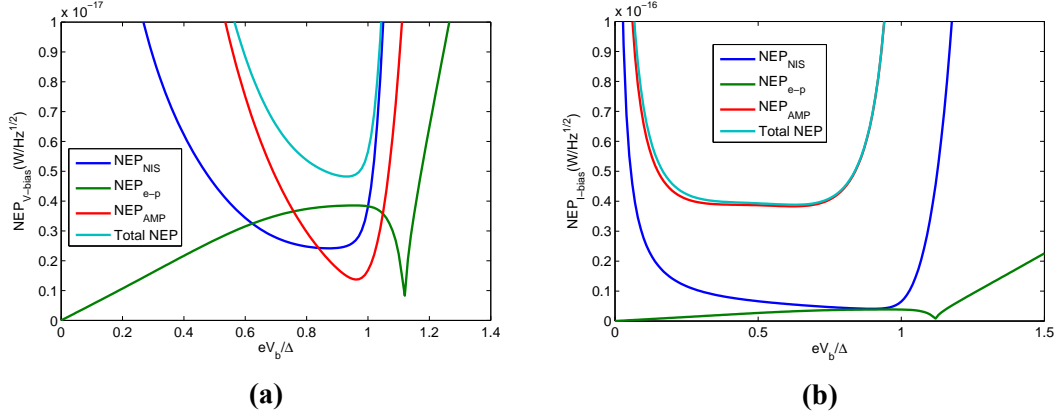 x 10⁻¹⁷
1
0.9
0.8
0.7
0.6
0.5
0.4
0.3
0.2
0.1
0
NEP_V-bias(W/Hz^1/2)
NEP_NIS
NEP_e-p
NEP_AMP
Total NEP
0 0.2 0.4 0.6 0.8 1 1.2 1.4
eV_b/Δ
(a)
x 10⁻¹⁶
1
0.9
0.8
0.7
0.6
0.5
0.4
0.3
0.2
0.1
0
NEP_I-bias(W/Hz^1/2)
NEP_NIS
NEP_e-p
NEP_AMP
Total NEP
0 0.5 1 1.5
eV_b/Δ
(b)